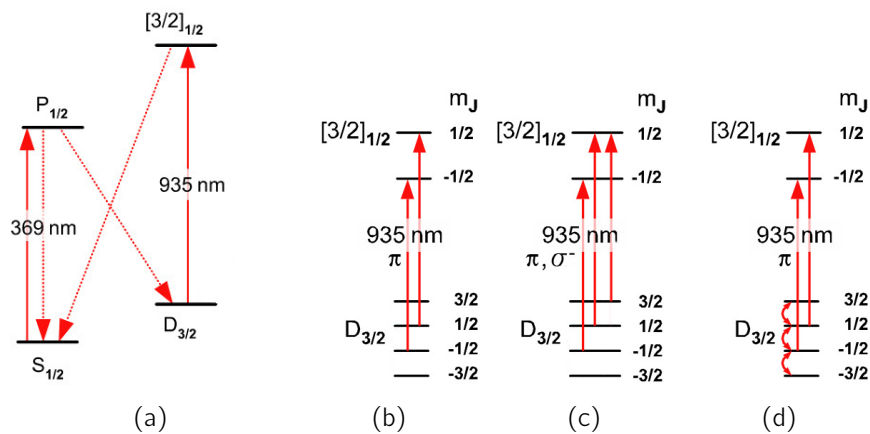 [3/2]1/2
P1/2
369 nm
935 nm
D3/2
S1/2
(a)
mJ
[3/2]1/2
1/2
-1/2
935 nm
π
3/2
D3/2
1/2
-1/2
-3/2
(b)
mJ
[3/2]1/2
1/2
-1/2
935 nm
π, σ-
3/2
D3/2
1/2
-1/2
-3/2
(c)
mJ
[3/2]1/2
1/2
-1/2
935 nm
π
3/2
D3/2
1/2
-1/2
-3/2
(d)